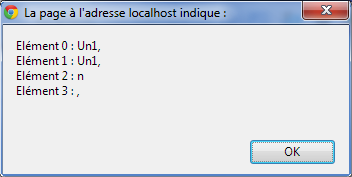 La page à l'adresse localhost indique :
Elément 0 : Un1,
Elément 1 : Un1,
Elément 2 : n
Elément 3 : ,
OK